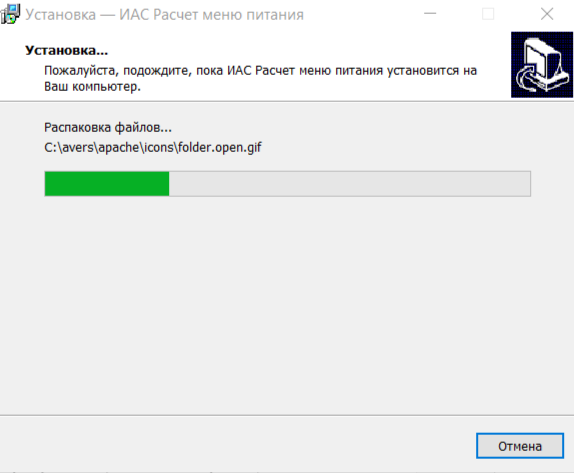 Установка — ИАС Расчет меню питания
Установка...
Пожалуйста, подождите, пока ИАС Расчет меню питания установится на
Ваш компьютер.
Распаковка файлов...
C:\avers\apache\icons\folder.open.gif
Отмена